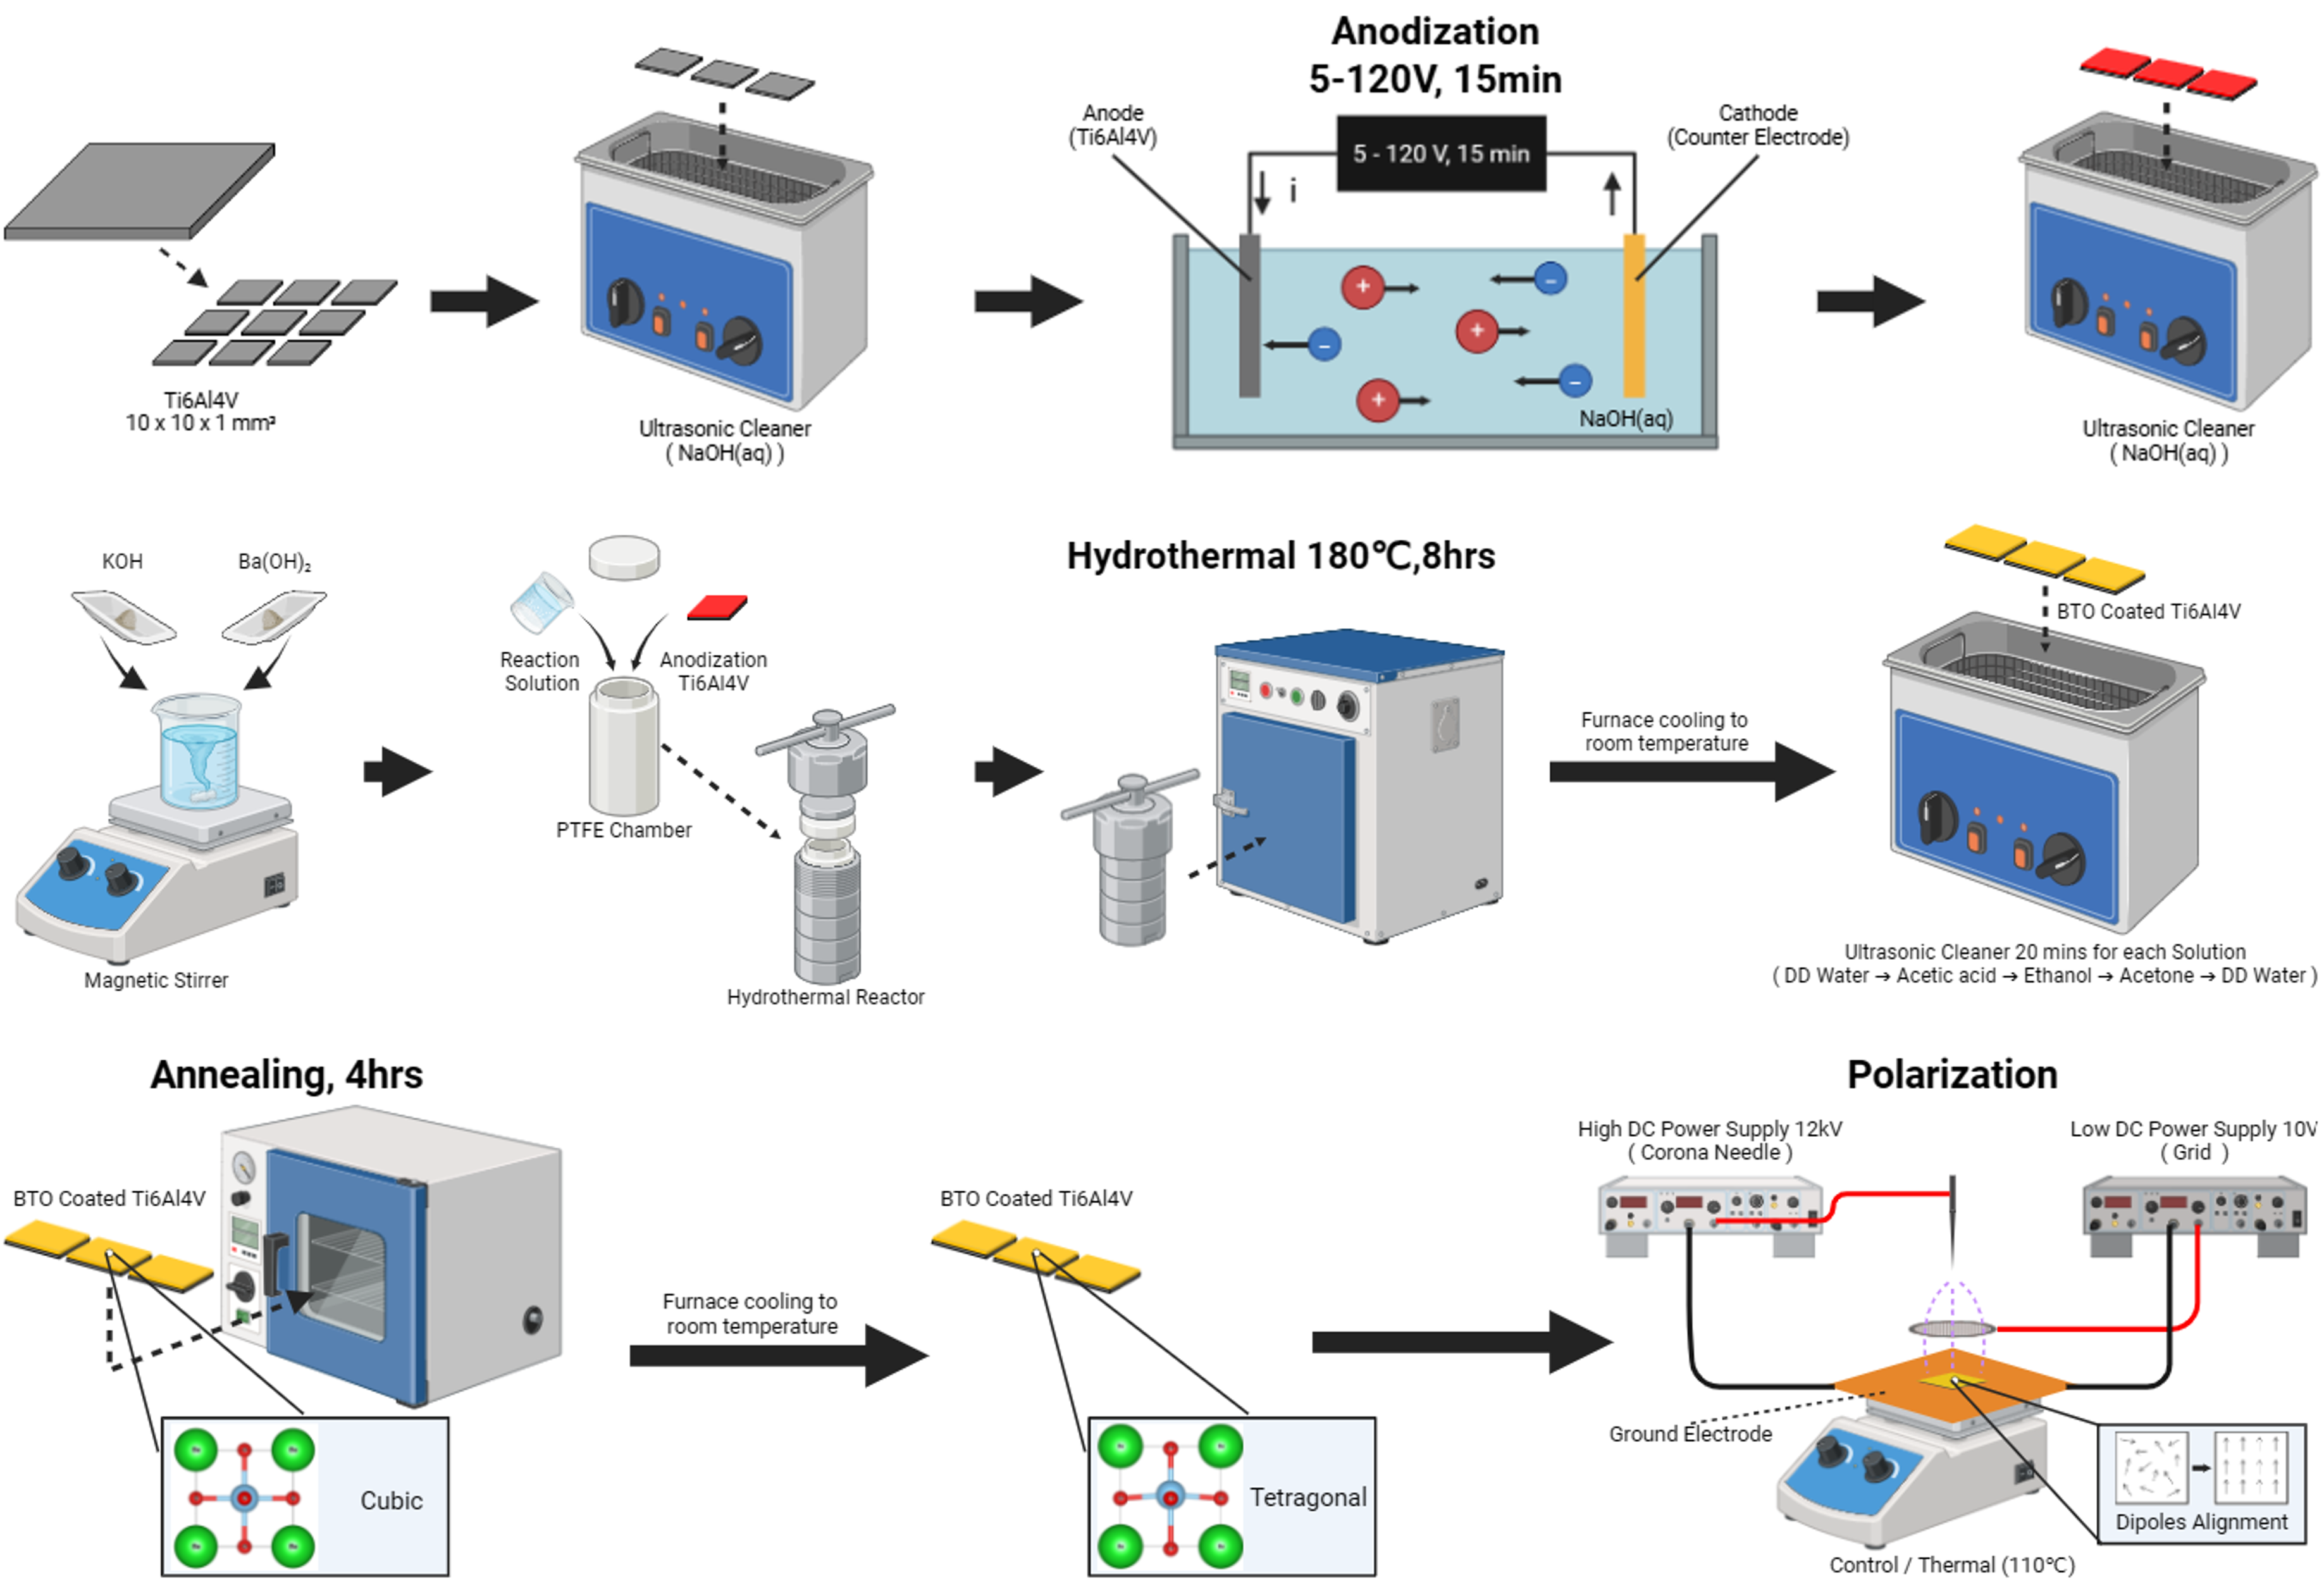 Anodization
5-120V, 15min
Anode
(Ti6Al4V)
Cathode
(Counter Electrode)
5 - 120 V, 15 min
i
+
−
+
−
+
−
NaOH(aq)
Ti6Al4V
10 x 10 x 1 mm³
Ultrasonic Cleaner
( NaOH(aq) )
Ultrasonic Cleaner
( NaOH(aq) )
KOH
Ba(OH)₂
Magnetic Stirrer
Reaction
Solution
Anodization
Ti6Al4V
PTFE Chamber
Hydrothermal Reactor
Hydrothermal 180℃,8hrs
Furnace cooling to
room temperature
BTO Coated Ti6Al4V
Ultrasonic Cleaner 20 mins for each Solution
( DD Water → Acetic acid → Ethanol → Acetone → DD Water )
Annealing, 4hrs
BTO Coated Ti6Al4V
Cubic
Furnace cooling to
room temperature
BTO Coated Ti6Al4V
Tetragonal
Polarization
High DC Power Supply 12kV
( Corona Needle )
Low DC Power Supply 10V
( Grid )
Ground Electrode
Dipoles Alignment
Control / Thermal (110℃)